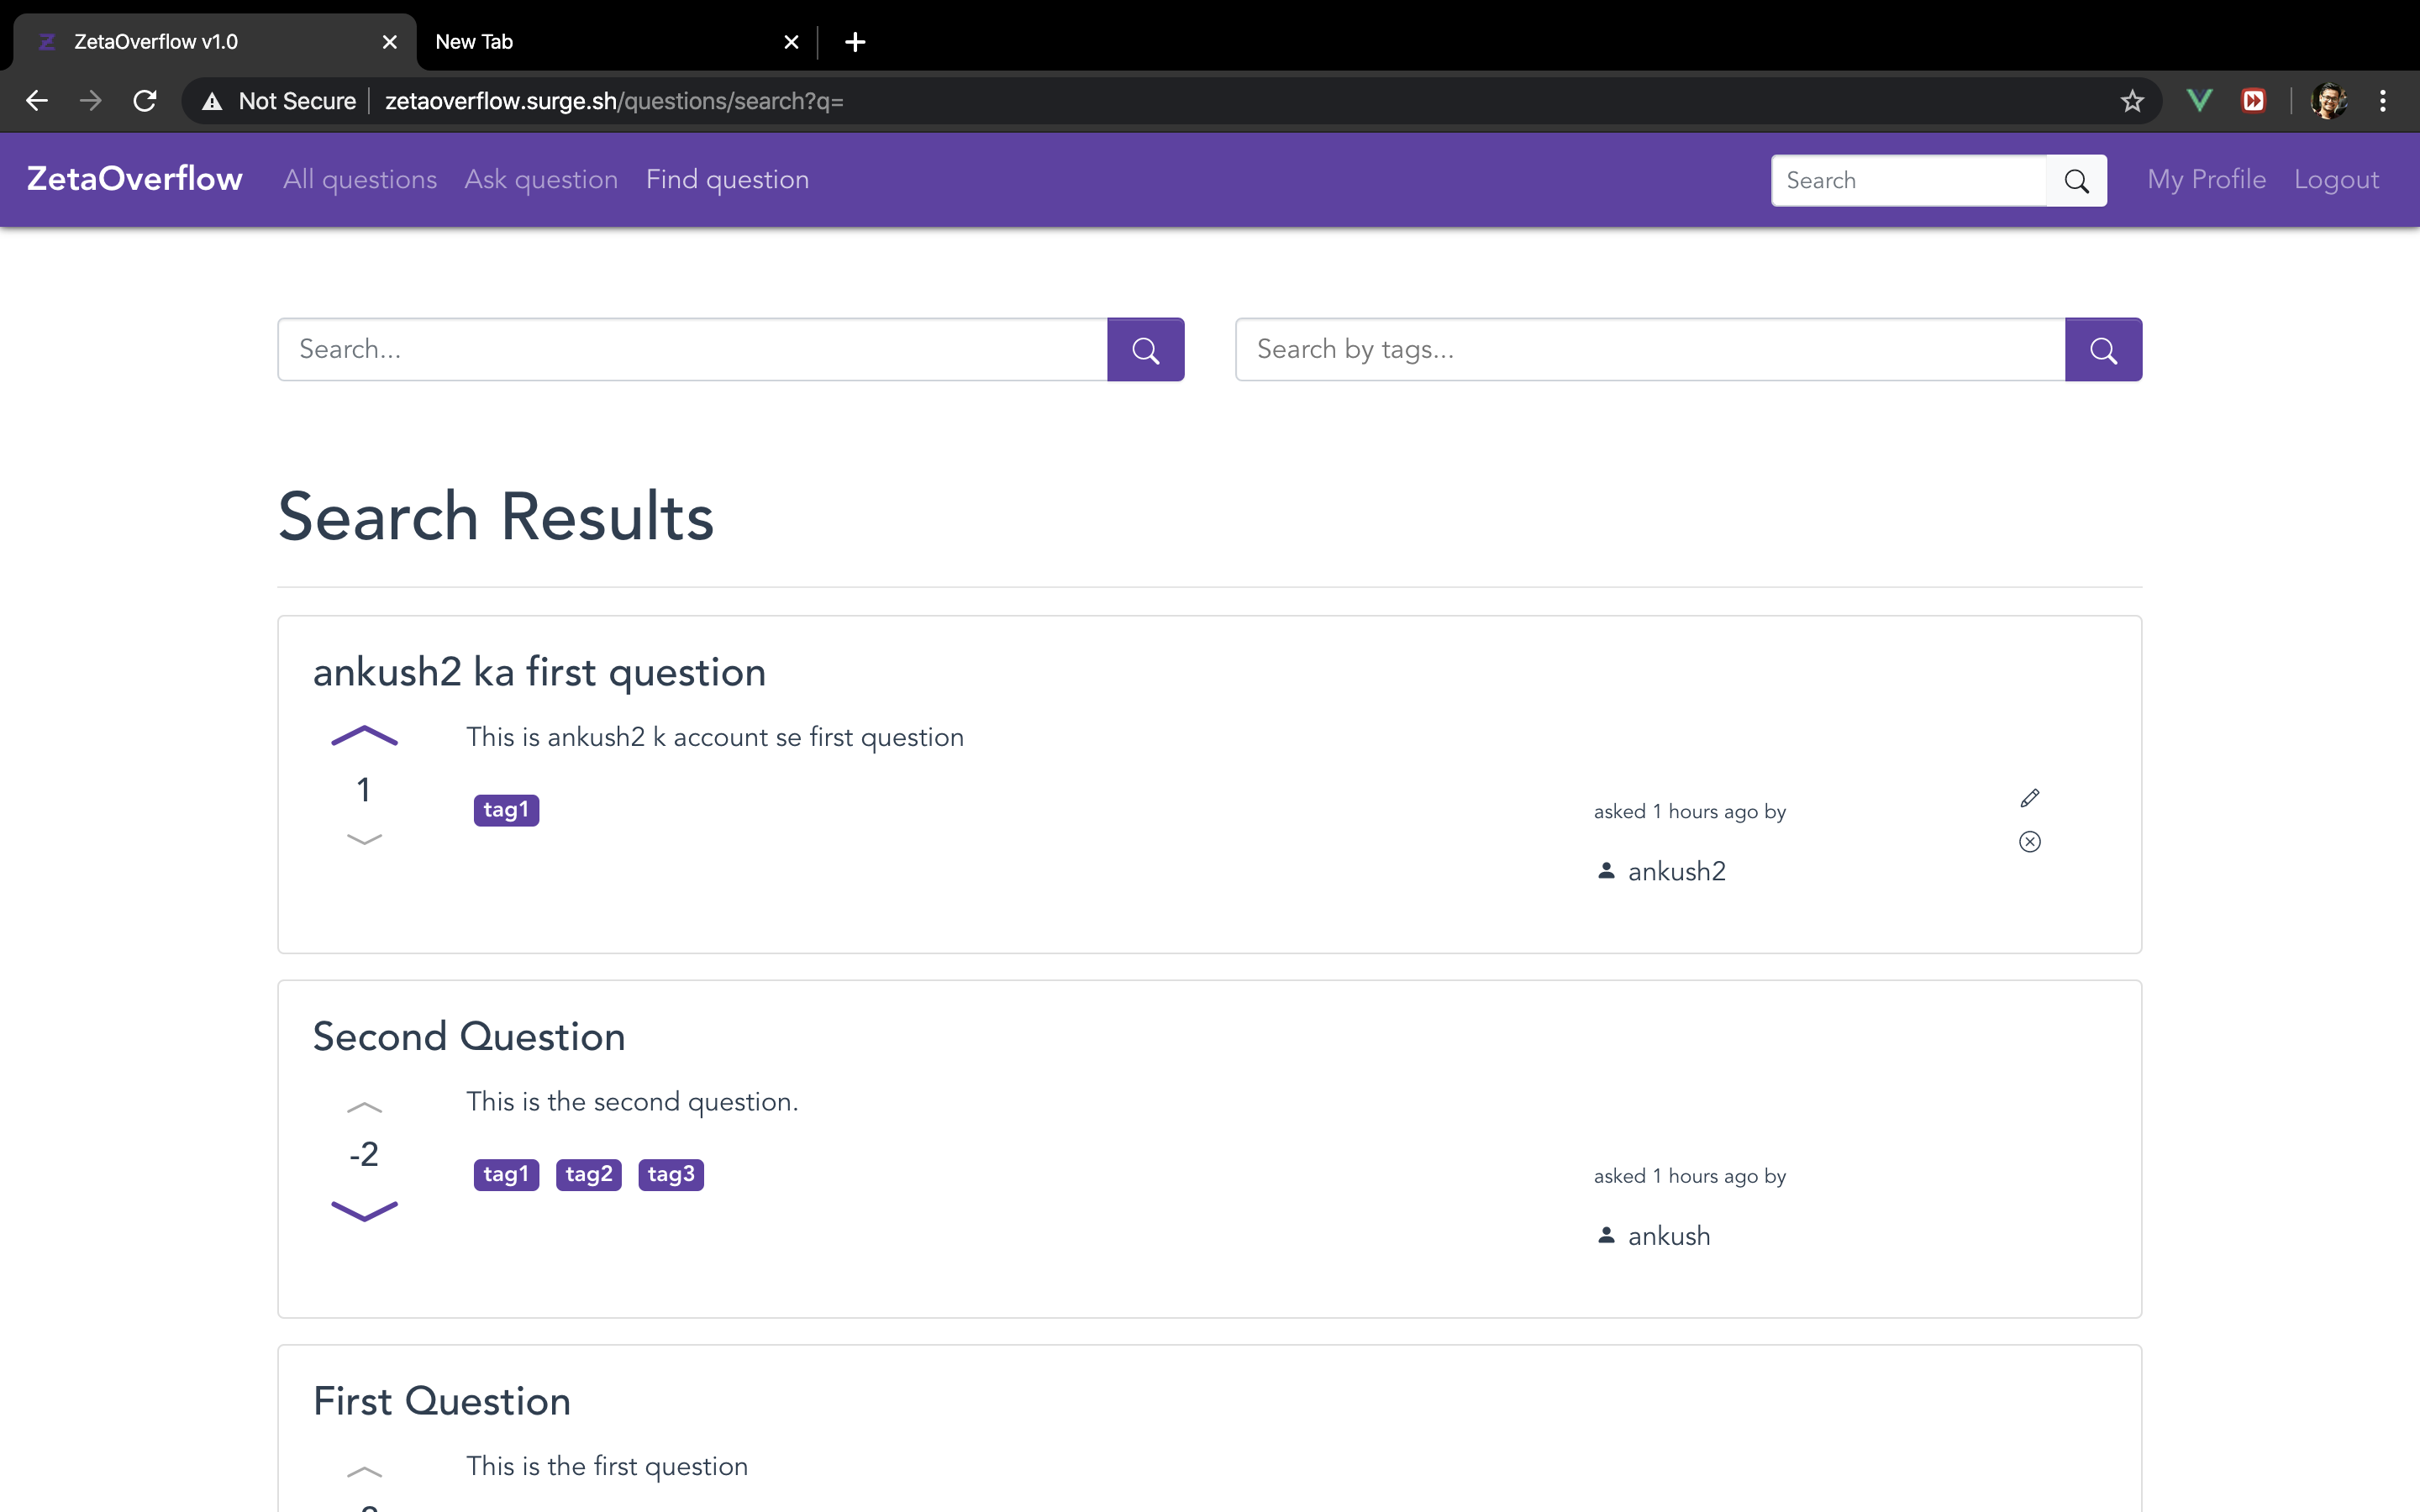 ZetaOverflow v1.0
New Tab
Not Secure
zetaoverflow.surge.sh/questions/search?q=
ZetaOverflow
All questions
Ask question
Find question
Search
My Profile
Logout
Search...
Search by tags...
Search Results
ankush2 ka first question
This is ankush2 k account se first question
1
tag1
asked 1 hours ago by
ankush2
Second Question
This is the second question.
-2
tag1 tag2 tag3
asked 1 hours ago by
ankush
First Question
This is the first question